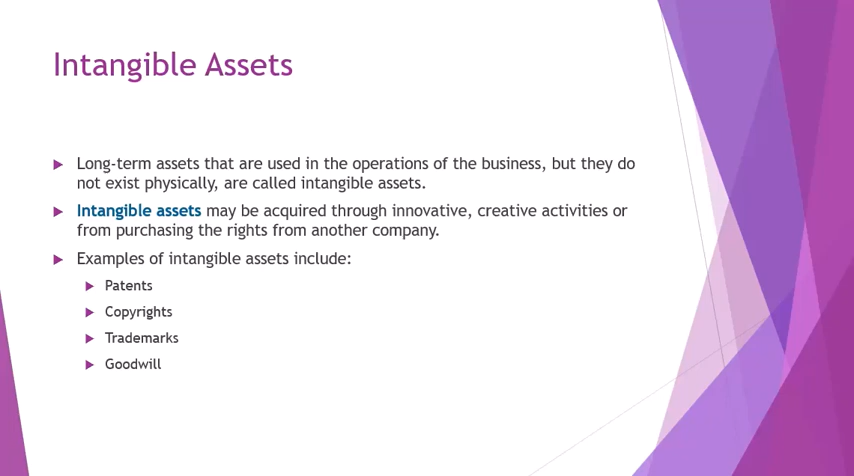 Intangible Assets
Long-term assets that are used in the operations of the business, but they do
not exist physically, are called intangible assets.
Intangible assets may be acquired through innovative, creative activities or
from purchasing the rights from another company.
Examples of intangible assets include:
Patents
Copyrights
Trademarks
Goodwill